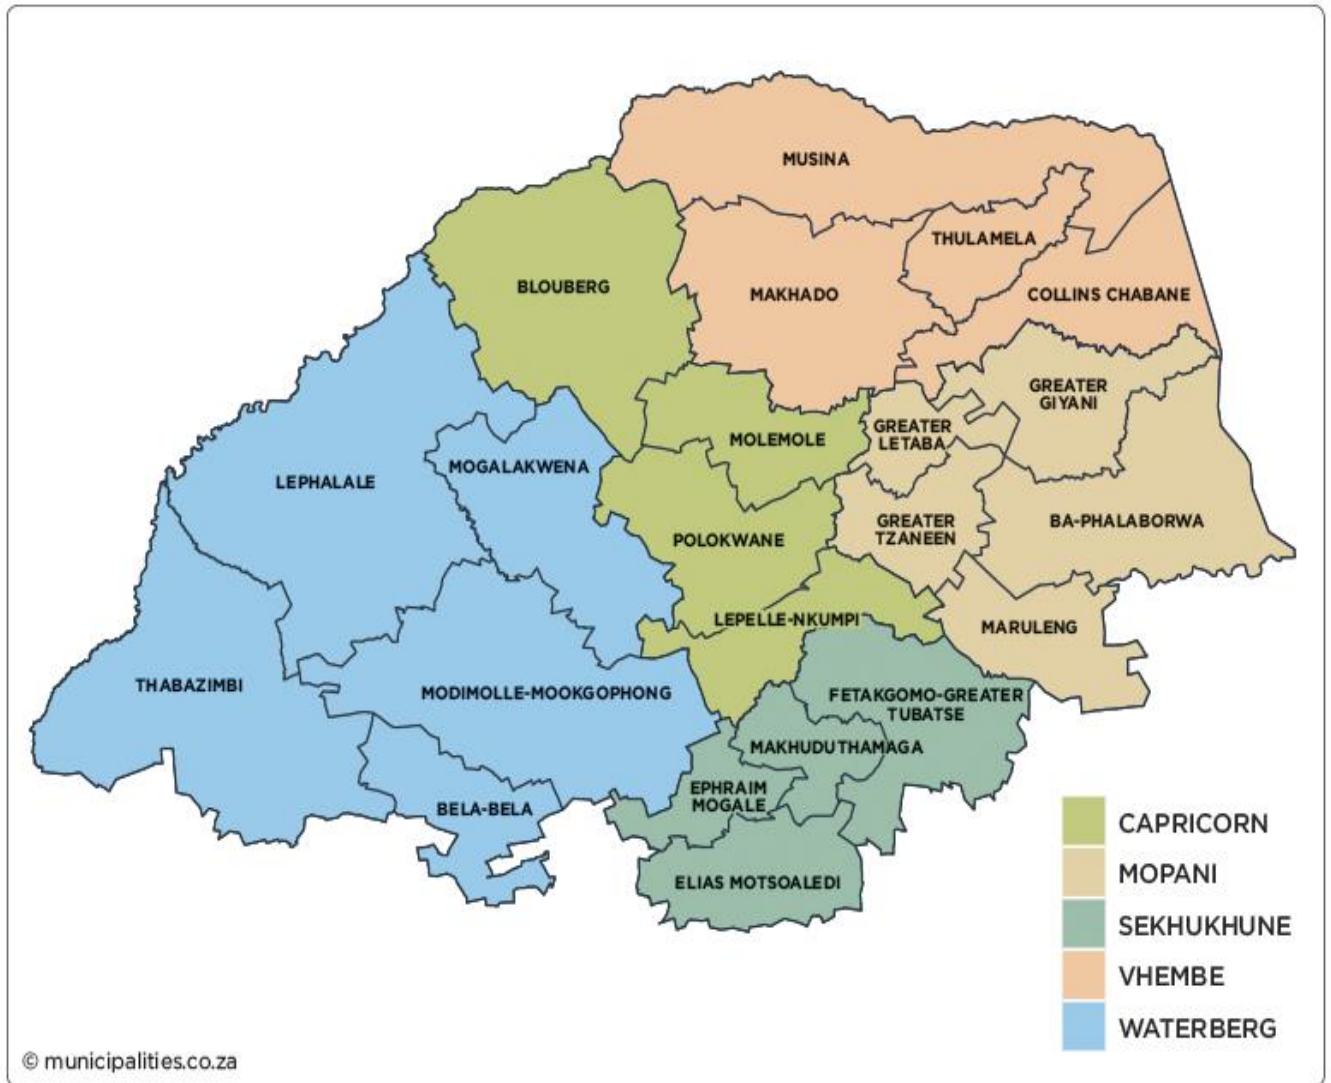 MUSINA
THULAMELA
BLOUBERG
MAKHADO
COLLINS CHABANE
GREATER
GIYANI
GREATER
LETABA
MOLEMOLE
MOGALAKWENA
LEPHALALE
POLOKWANE
GREATER
TZANEEN
BA-PHALABORWA
LEPELLE-NKUMPI
MARULENG
THABAZIMBI
MODIMOLLE-MOOKGOPHONG
FETAKGOMO-GREATER
TUBATSE
MAKHUDUTHAMAGA
EPHRAIM
MOGALE
BELA-BELA
ELIAS MOTSOALEDI
CAPRICORN
MOPANI
SEKHUKHUNE
VHEMBE
WATERBERG
© municipalities.co.za